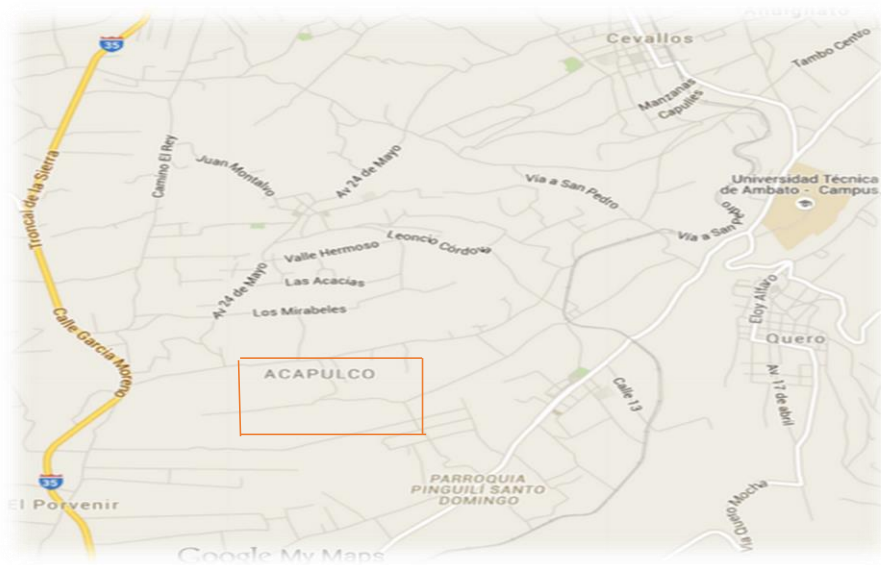 35
Cevallos
Tambo Centro
Manzanas
Capulíes
Troncal de la Sierra
Camino El Rey
Juan Montalvo
Av 24 de Mayo
Vía a San Pedro
Universidad Técnica
de Ambato - Campus
Vía a San Pedro
Leoncio Córdova
Valle Hermoso
Las Acacias
Av 24 de Mayo
Los Mirabeles
Eloy Alfaro
Calle García Moreno
Quero
ACAPULCO
Calle 13
Av. 17 de abril
35
PARROQUIA
PINGUILÍ SANTO
DOMINGO
El Porvenir
Vía Quero Mocha
Google My Maps